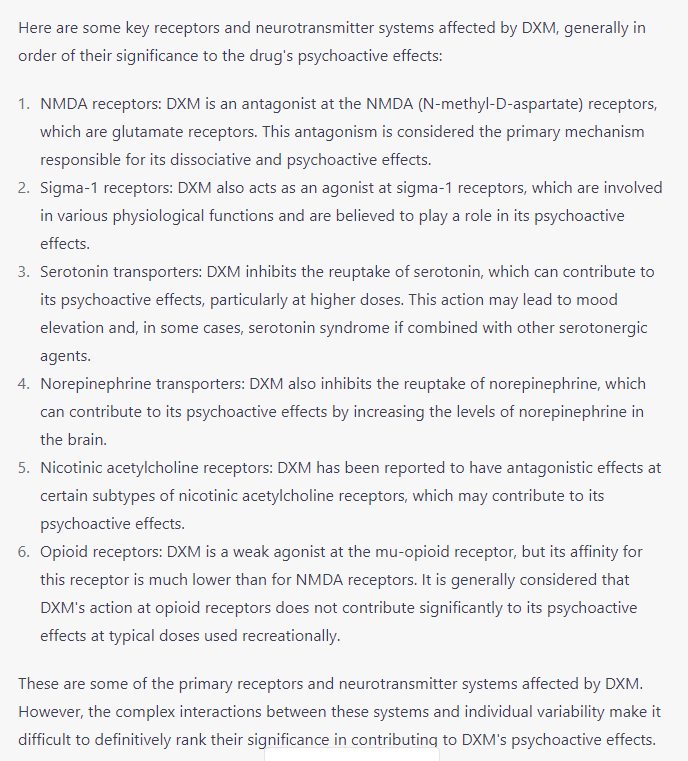 Here are some key receptors and neurotransmitter systems affected by DXM, generally in
order of their significance to the drug's psychoactive effects:
1. NMDA receptors: DXM is an antagonist at the NMDA (N-methyl-D-aspartate) receptors,
which are glutamate receptors. This antagonism is considered the primary mechanism
responsible for its dissociative and psychoactive effects.
2. Sigma-1 receptors: DXM also acts as an agonist at sigma-1 receptors, which are involved
in various physiological functions and are believed to play a role in its psychoactive
effects.
3. Serotonin transporters: DXM inhibits the reuptake of serotonin, which can contribute to
its psychoactive effects, particularly at higher doses. This action may lead to mood
elevation and, in some cases, serotonin syndrome if combined with other serotonergic
agents.
4. Norepinephrine transporters: DXM also inhibits the reuptake of norepinephrine, which
can contribute to its psychoactive effects by increasing the levels of norepinephrine in
the brain.
5. Nicotinic acetylcholine receptors: DXM has been reported to have antagonistic effects at
certain subtypes of nicotinic acetylcholine receptors, which may contribute to its
psychoactive effects.
6. Opioid receptors: DXM is a weak agonist at the mu-opioid receptor, but its affinity for
this receptor is much lower than for NMDA receptors. It is generally considered that
DXM's action at opioid receptors does not contribute significantly to its psychoactive
effects at typical doses used recreationally.
These are some of the primary receptors and neurotransmitter systems affected by DXM.
However, the complex interactions between these systems and individual variability make it
difficult to definitively rank their significance in contributing to DXM's psychoactive effects.